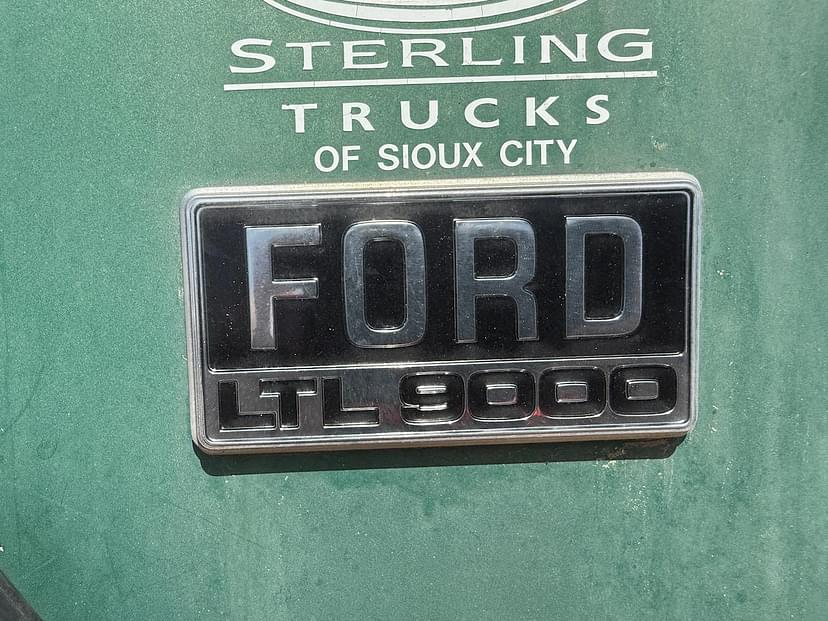 STERLING
TRUCKS
OF SIOUX CITY
FORD
LTL 9000